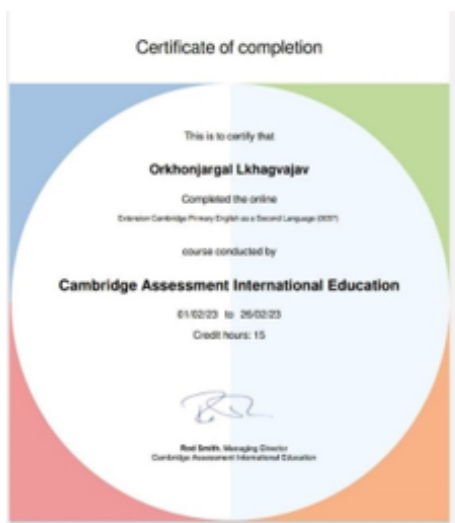 Certificate of completion
This is to certify that
Orkhonjargal Lkhagvajav
Completed the online
Extension Cambridge Primary English as a Second Language (0057)
course conducted by
Cambridge Assessment International Education
01/02/23 to 26/02/23
Credit hours: 15
Rod Smith, Managing Director
Cambridge Assessment International Education